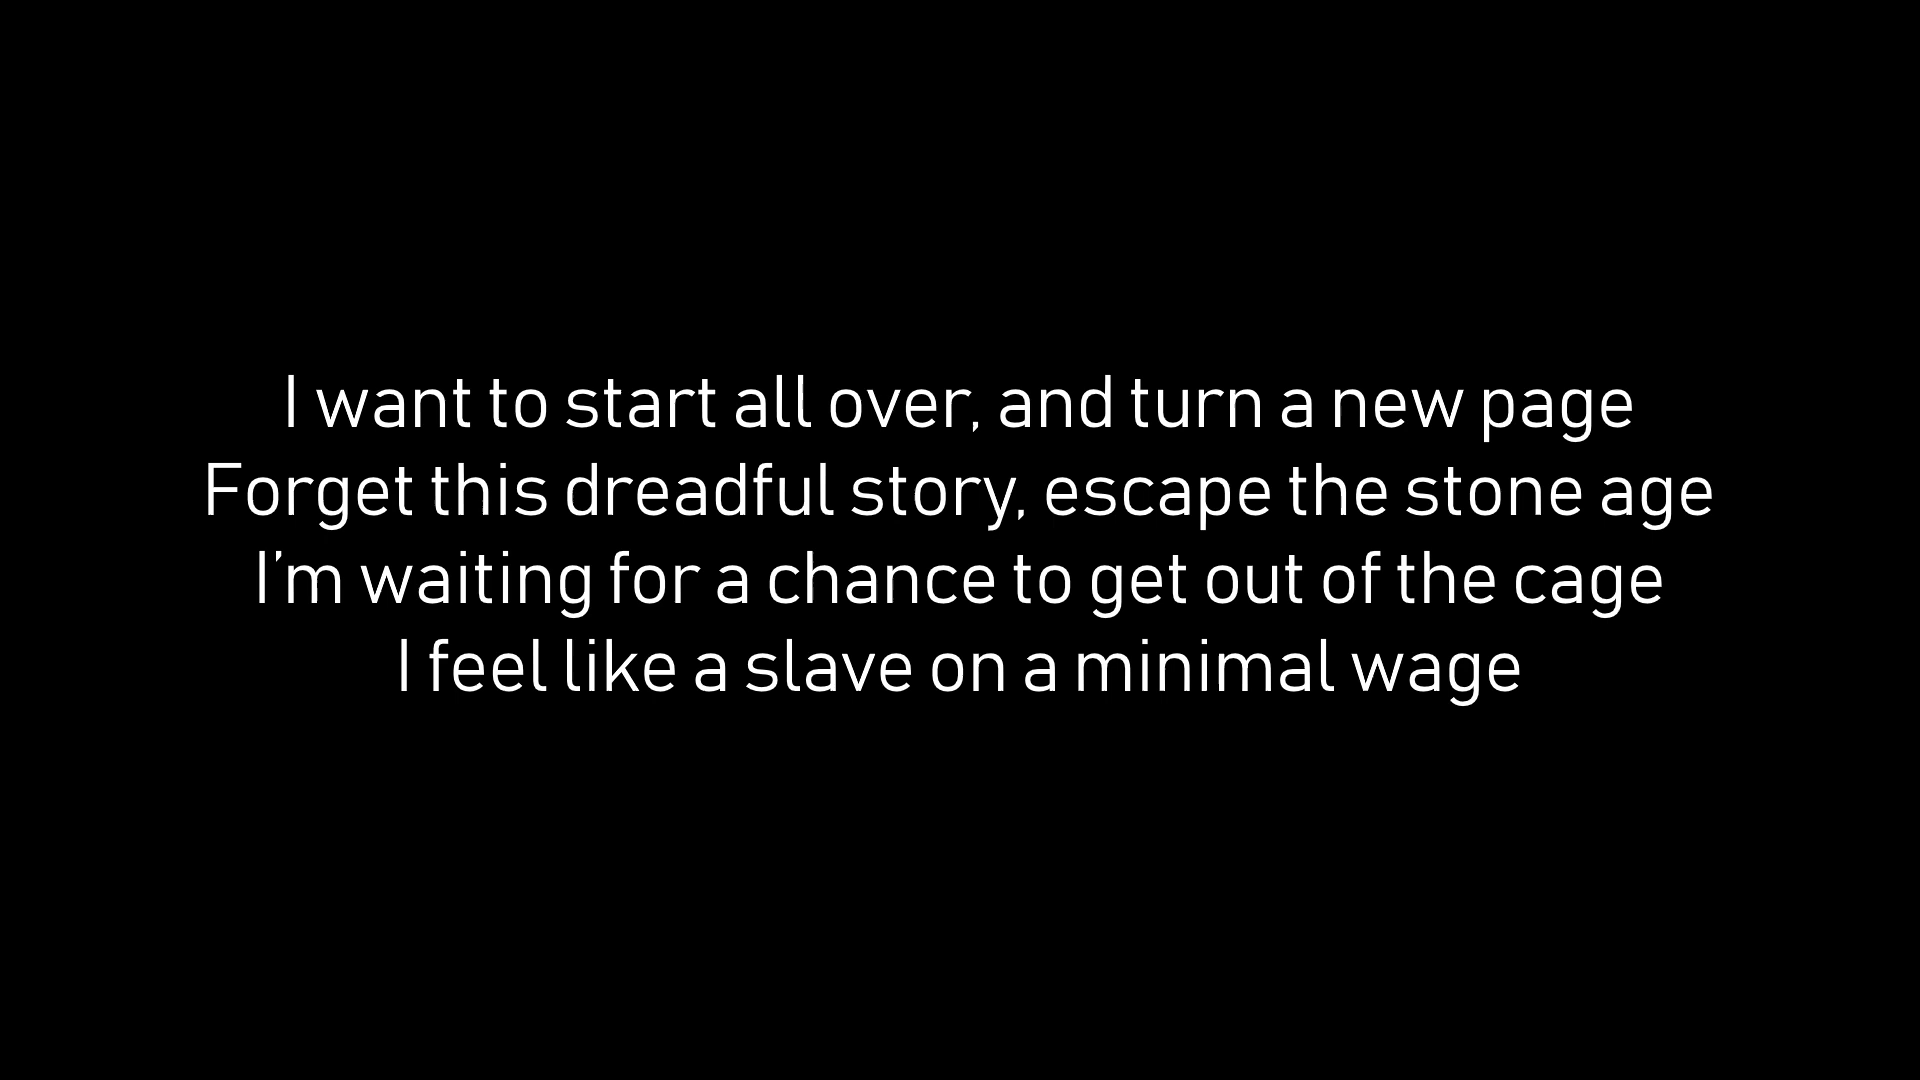 I want to start all over, and turn a new page
Forget this dreadful story, escape the stone age
I'm waiting for a chance to get out of the cage
I feel like a slave on a minimal wage